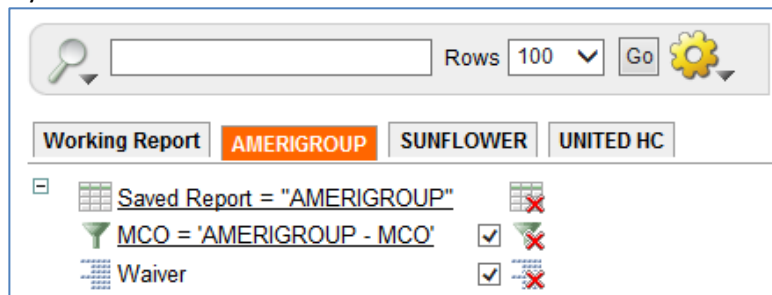 Rows 100 Go
Working Report AMERIGROUP SUNFLOWER UNITED HC
Saved Report = "AMERIGROUP"
MCO = 'AMERIGROUP - MCO'
Waiver